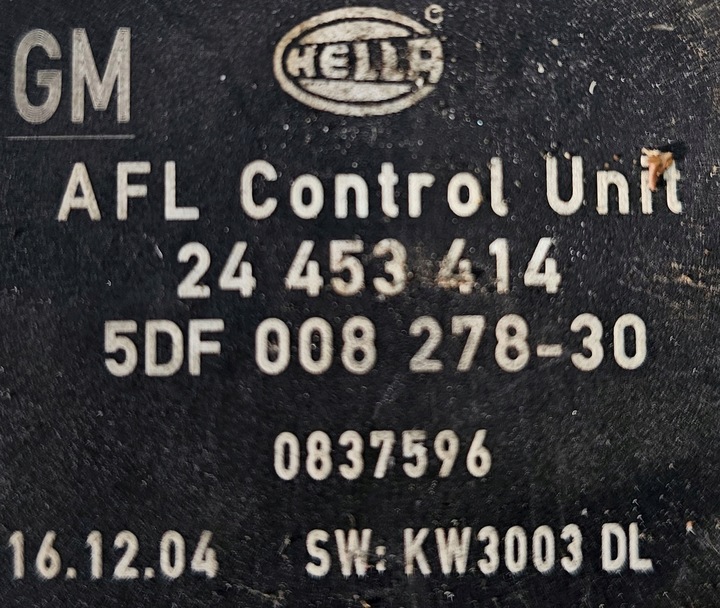 GM HELLA ©
AFL Control Unit
24 453 414
5DF 008 278-30
0837596
16.12.04 SW: KW3003 DL